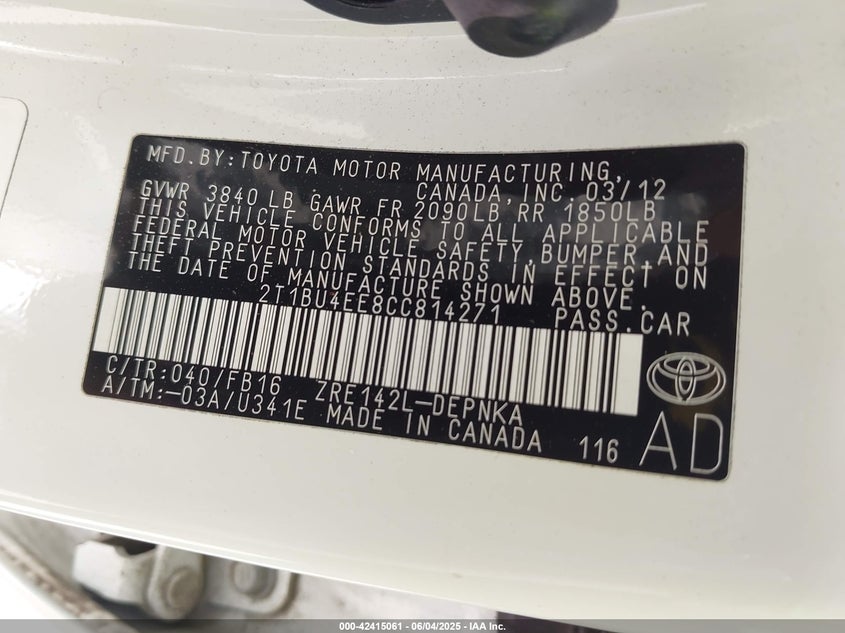 MFD.BY:TOYOTA MOTOR MANUFACTURING,
CANADA,INC.03/12
GVWR 3840 LB GAWR FR 2090LB,RR 1850LB
THIS VEHICLE CONFORMS TO ALL APPLICABLE
FEDERAL MOTOR VEHICLE SAFETY,BUMPER,AND
THEFT PREVENTION STANDARDS IN EFFECT ON
THE DATE OF MANUFACTURE SHOWN ABOVE.
2T1BU4EE8CC814271 PASS.CAR
C/TR:040/FB16 ZRE142L-DEPNKA
A/TM:-03A/U341E MADE IN CANADA 116
AD
000-42415061 - 06/04/2025 - IAA Inc.